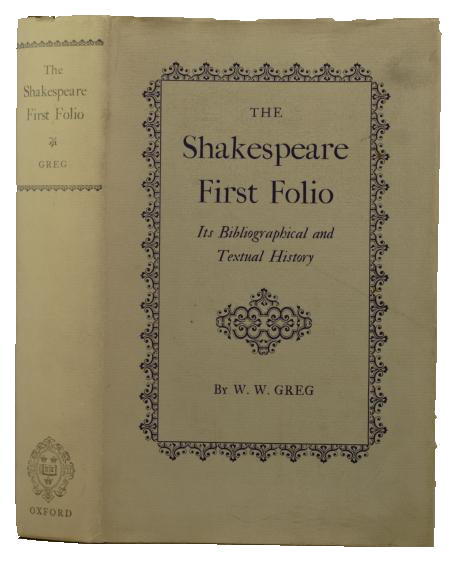 The
Shakespeare
First Folio
GREG
OXFORD
THE
Shakespeare
First Folio
Its Bibliographical and
Textual History
By W. W. GREG